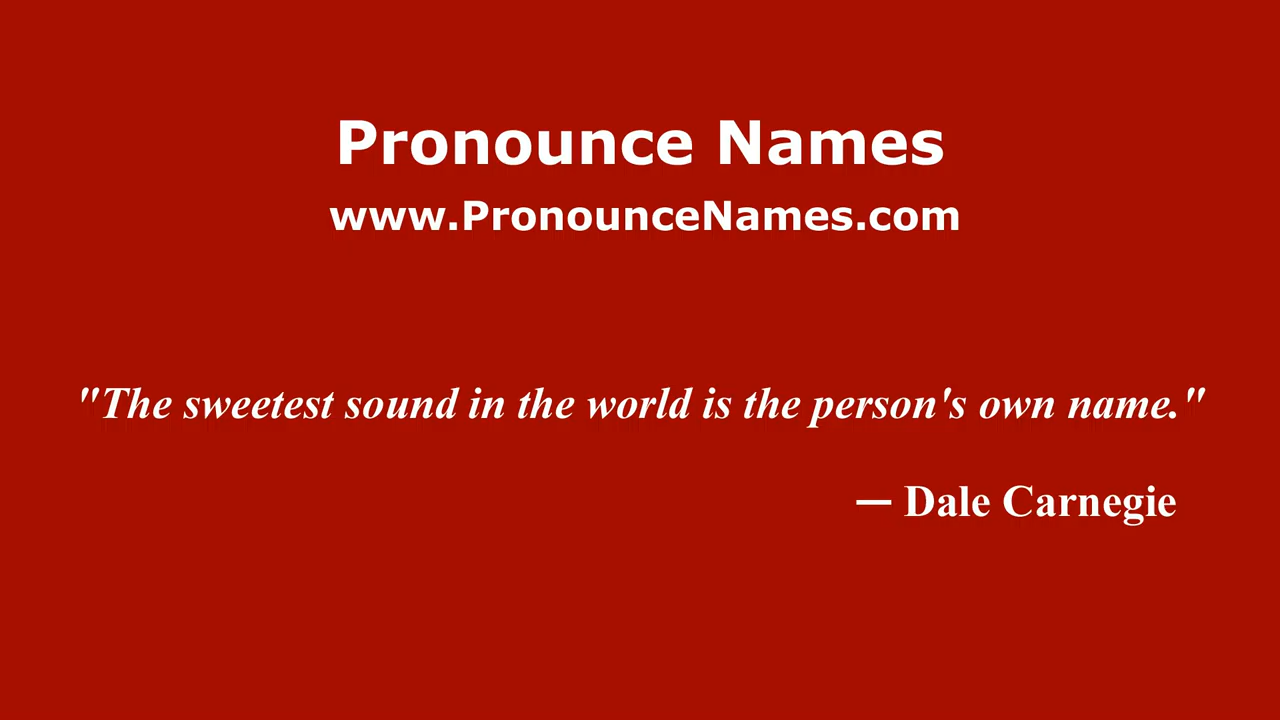 Pronounce Names
www.PronounceNames.com
"The sweetest sound in the world is the person's own name."
— Dale Carnegie